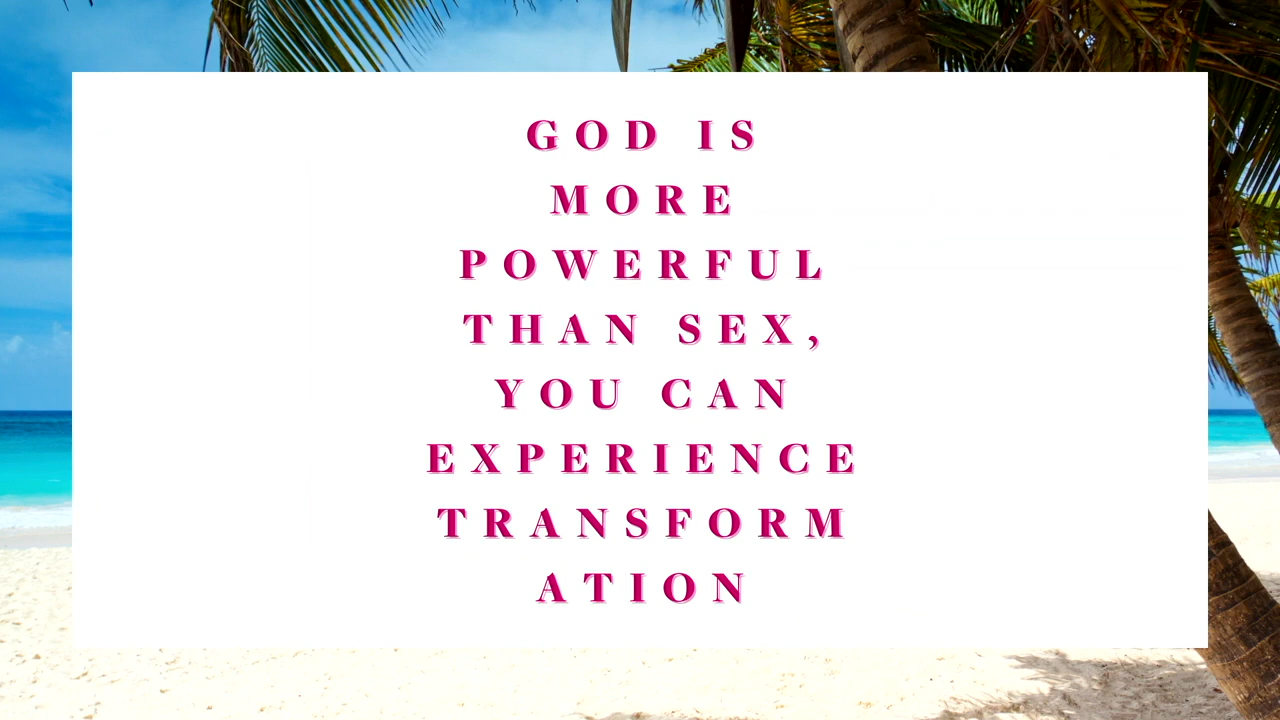 GOD IS
MORE
POWERFUL
THAN SEX,
YOU CAN
EXPERIENCE
TRANSFORM
ATION